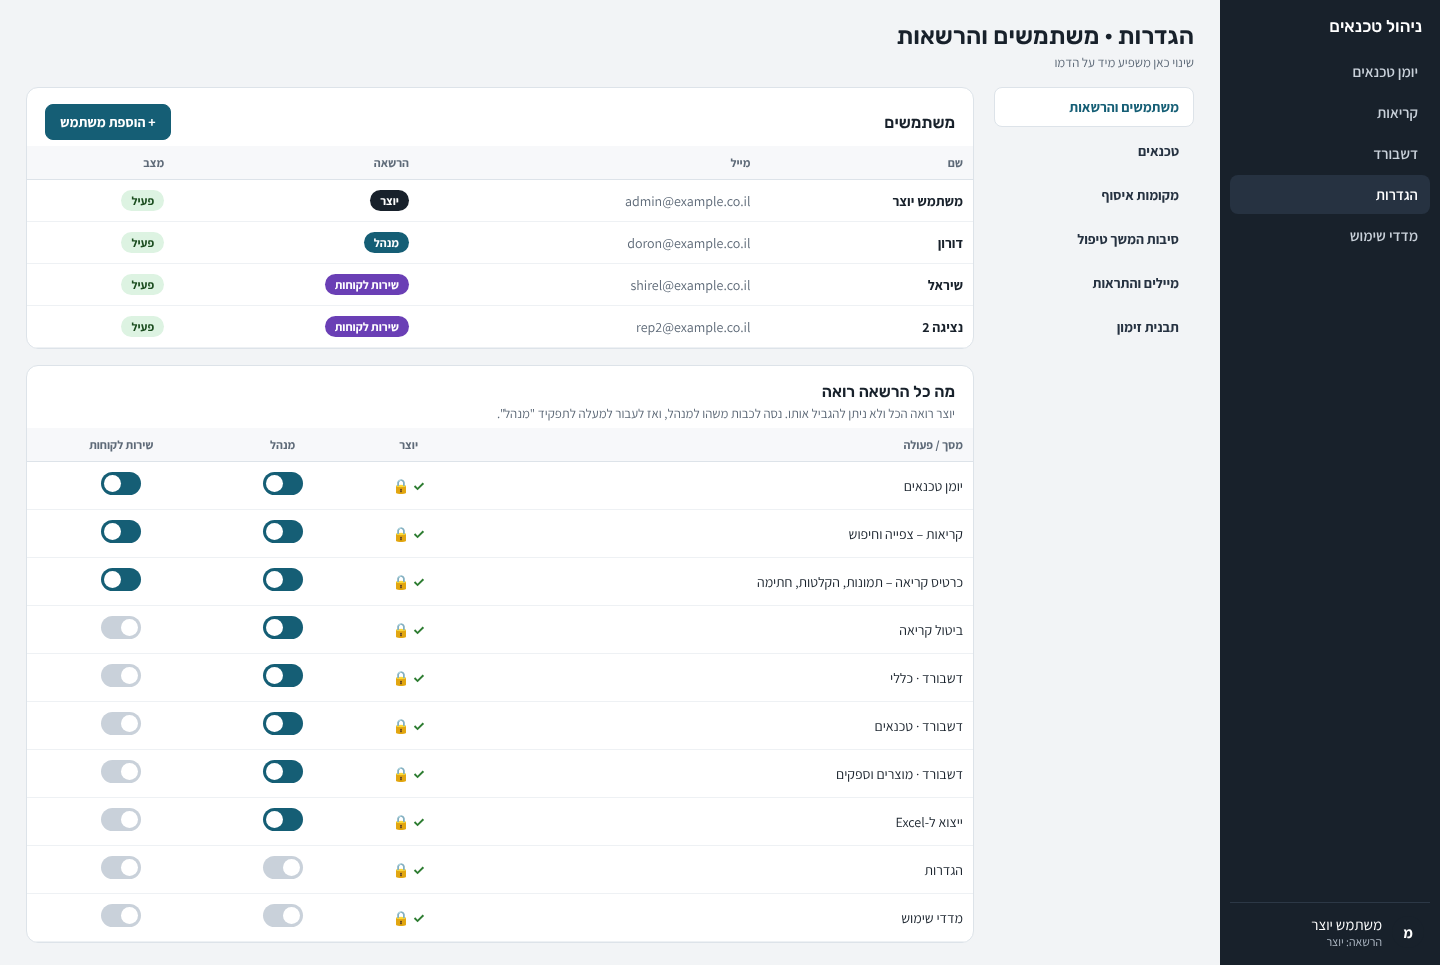 ניהול טכנאים
יומן טכנאים
קריאות
דשבורד
הגדרות
מדדי שימוש
משתמש יוצר
הרשאה: יוצר
מ
הגדרות • משתמשים והרשאות
שינוי כאן משפיע מיד על הדמו
משתמשים והרשאות
טכנאים
מקומות איסוף
סיבות המשך טיפול
מיילים והתראות
תבנית זימון
משתמשים
+ הוספת משתמש
שם מייל הרשאה מצב
משתמש יוצר admin@example.co.il יוצר פעיל
דורון doron@example.co.il מנהל פעיל
שיראל shirel@example.co.il שירות לקוחות פעיל
נציגה 2 rep2@example.co.il שירות לקוחות פעיל
מה כל הרשאה רואה
יוצר רואה הכל ולא ניתן להגביל אותו. נסה לכבות משהו למנהל, ואז לעבור למעלה לתפקיד "מנהל".
מסך / פעולה יוצר מנהל שירות לקוחות
יומן טכנאים
קריאות – צפייה וחיפוש
כרטיס קריאה – תמונות, הקלטות, חתימה
ביטול קריאה
דשבורד · כללי
דשבורד · טכנאים
דשבורד · מוצרים וספקים
ייצוא ל-Excel
הגדרות
מדדי שימוש